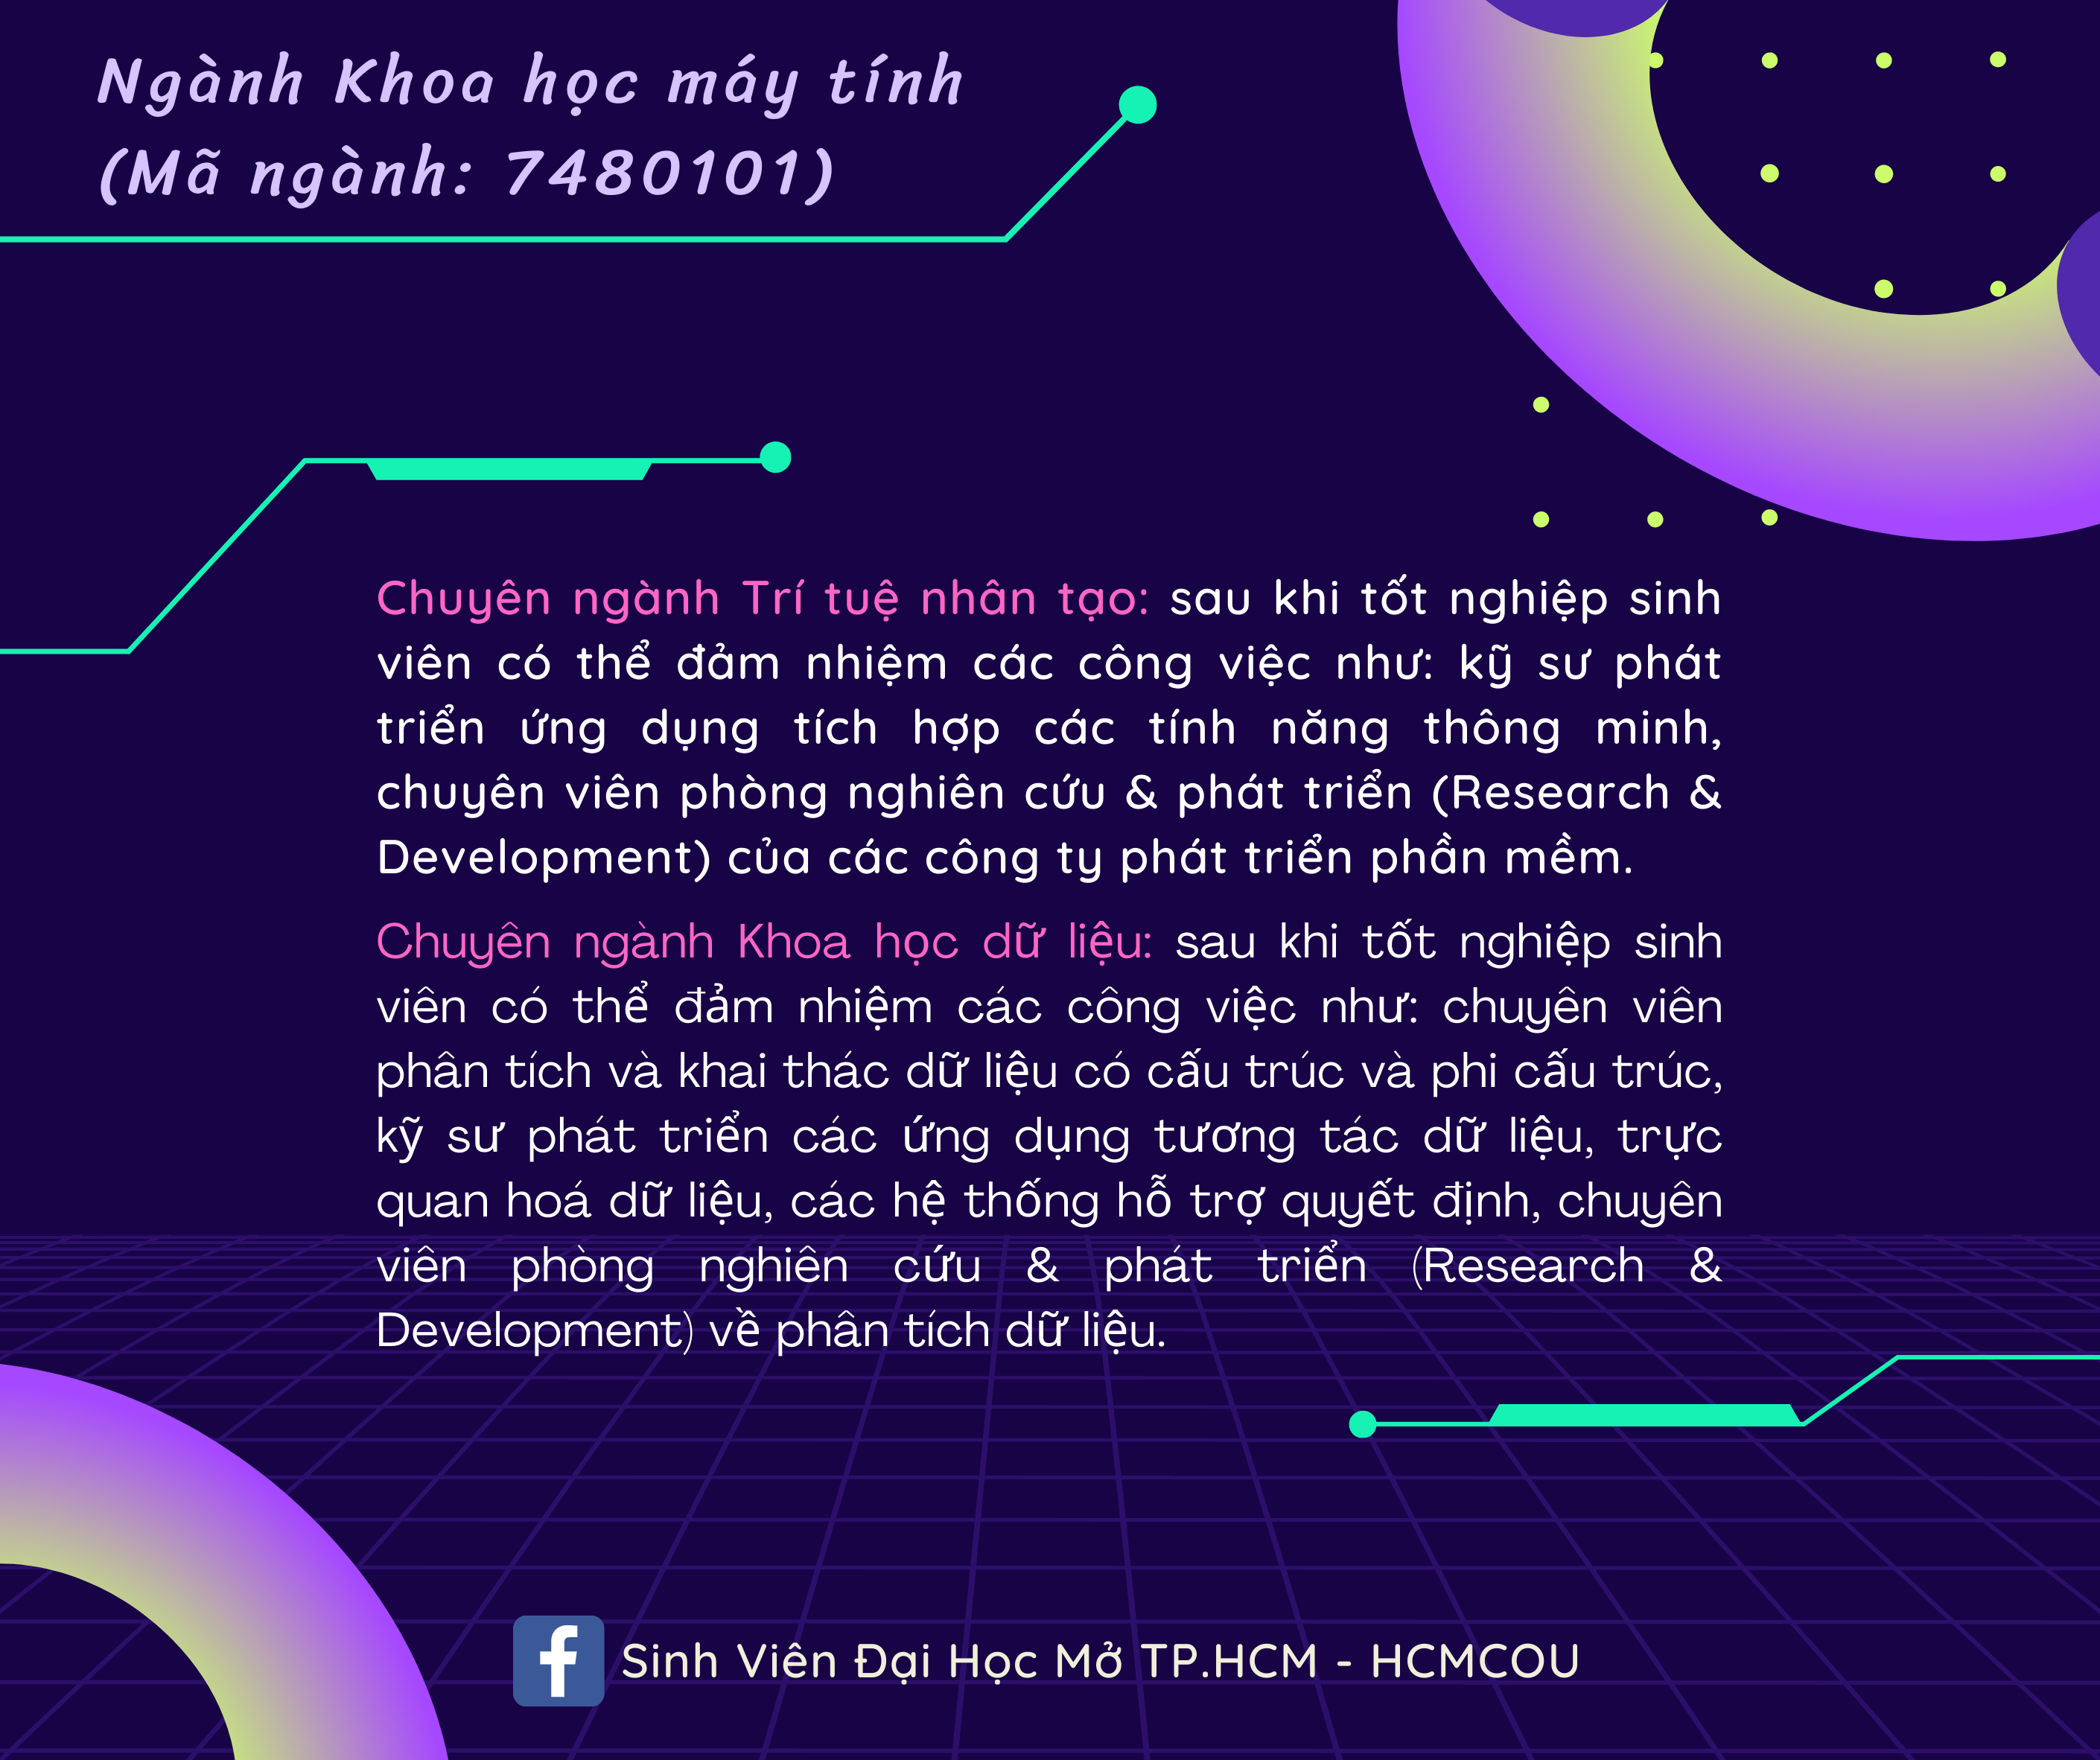 Ngành Khoa học máy tính
(Mã ngành: 7480101)
Chuyên ngành Trí tuệ nhân tạo: sau khi tốt nghiệp sinh
viên có thể đảm nhiệm các công việc như: kỹ sư phát
triển ứng dụng tích hợp các tính năng thông minh,
chuyên viên phòng nghiên cứu & phát triển (Research &
Development) của các công ty phát triển phần mềm.
Chuyên ngành Khoa học dữ liệu: sau khi tốt nghiệp sinh
viên có thể đảm nhiệm các công việc như: chuyên viên
phân tích và khai thác dữ liệu có cấu trúc và phi cấu trúc,
kỹ sư phát triển các ứng dụng tương tác dữ liệu, trực
quan hoá dữ liệu, các hệ thống hỗ trợ quyết định, chuyên
viên phòng nghiên cứu & phát triển (Research &
Development) về phân tích dữ liệu.
Sinh Viên Đại Học Mở TP.HCM - HCMCOU